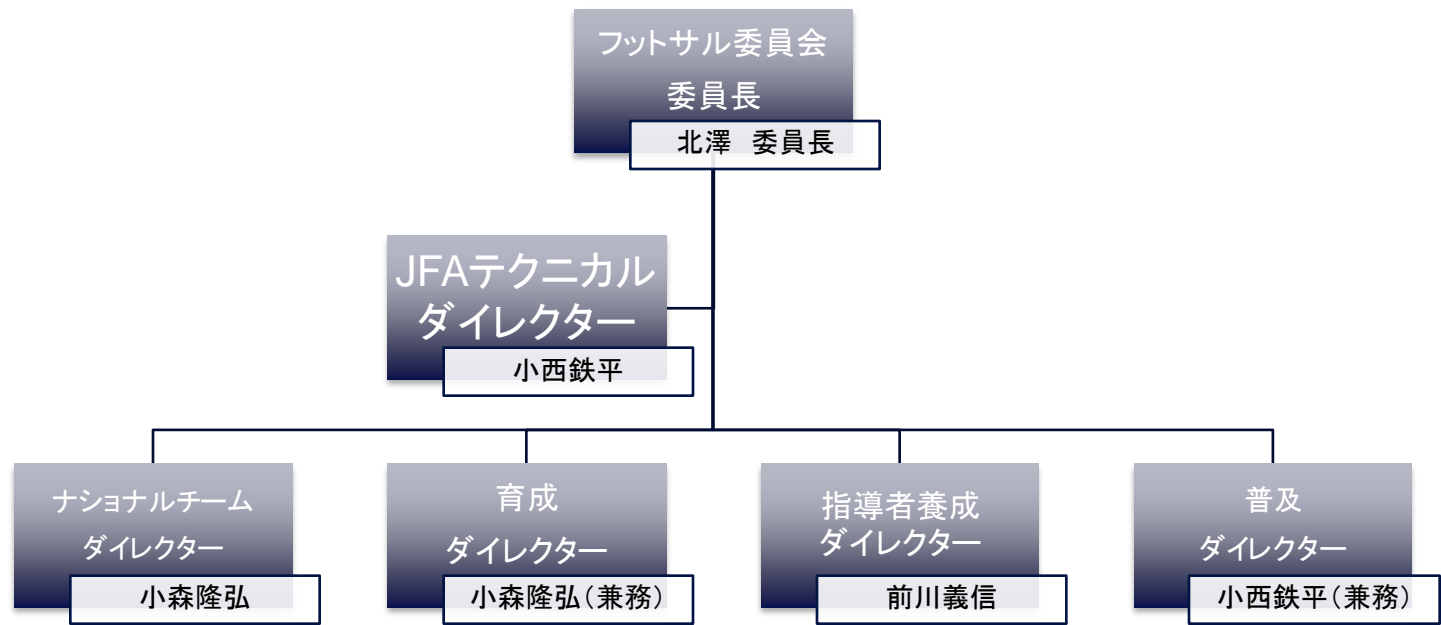 フットサル委員会
委員長
北澤　委員長
JFAテクニカル
ダイレクター
小西鉄平
ナショナルチーム
ダイレクター
小森隆弘
育成
ダイレクター
小森隆弘（兼務）
指導者養成
ダイレクター
前川義信
普及
ダイレクター
小西鉄平（兼務）